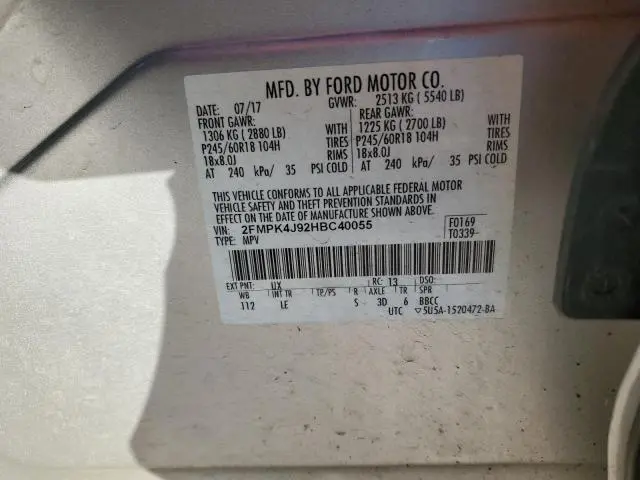 MFD. BY FORD MOTOR CO.
DATE: 07/17 GVWR: 2513 KG ( 5540 LB)
FRONT GAWR: REAR GAWR:
1306 KG ( 2880 LB) WITH 1225 KG ( 2700 LB) WITH
P245/60R18 104H TIRES P245/60R18 104H TIRES
18x8.0J RIMS 18x8.0J RIMS
AT 240 kPa/ 35 PSI COLD AT 240 kPa/ 35 PSI COLD
THIS VEHICLE CONFORMS TO ALL APPLICABLE FEDERAL MOTOR
VEHICLE SAFETY AND THEFT PREVENTION STANDARDS IN
EFFECT ON THE DATE OF MANUFACTURE SHOWN ABOVE.
VIN: 2FMPK4J92HBC40055 F0169
TYPE: MPV T0339
EXT PNT: UX RC: 13 DSO:
WB INT TR TP/PS R AXLE TR SPR
112 LE S 3D 6 BBCC
UTC ▽5U5A-1520472-BA